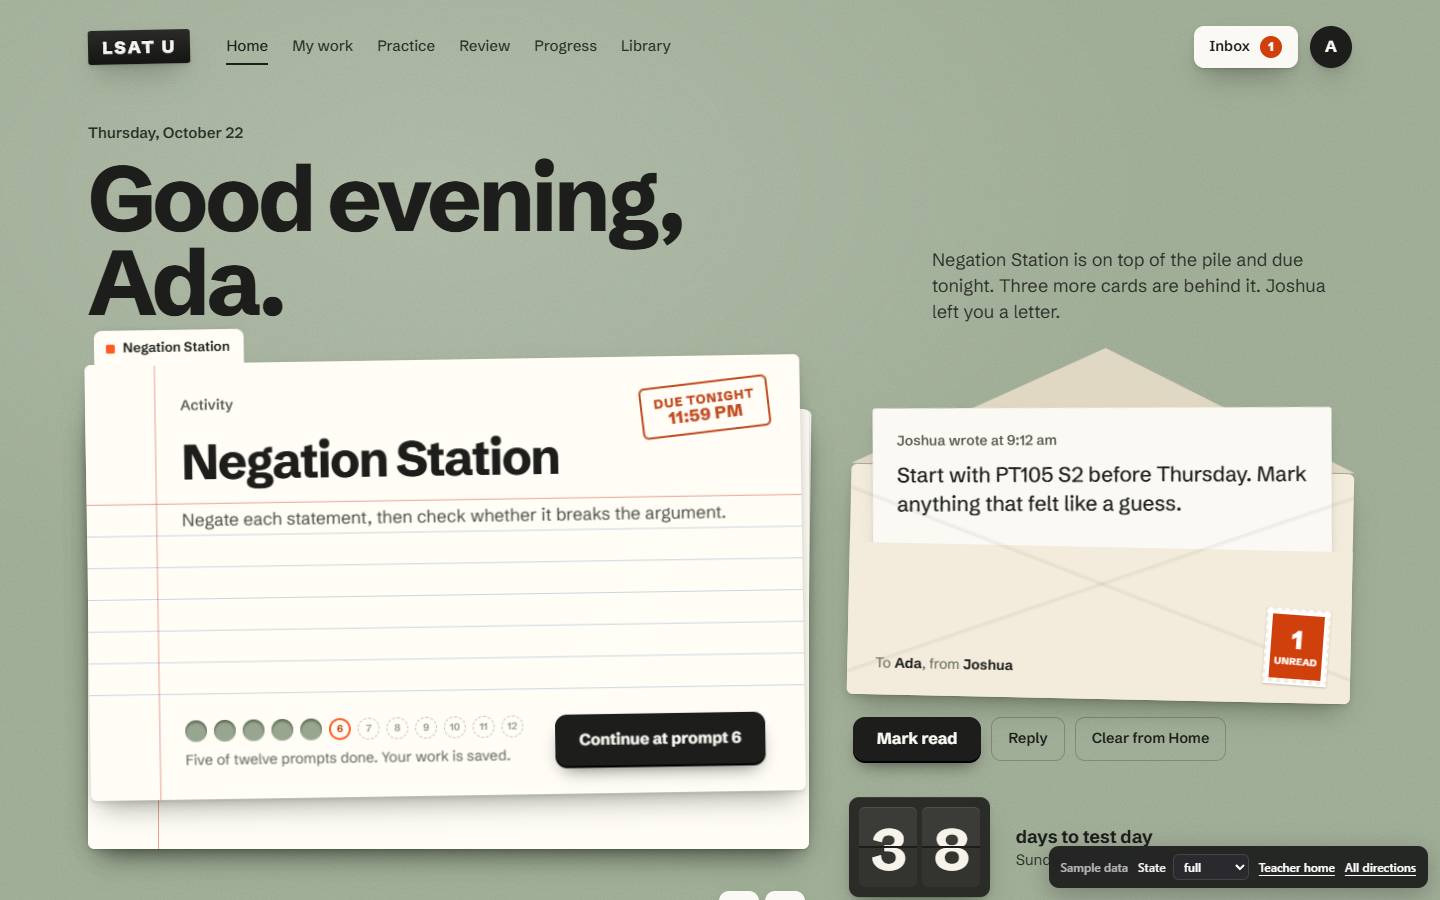 LSAT U
Home
My work
Practice
Review
Progress
Library
Inbox 1
A
Thursday, October 22
Good evening,
Ada.
Negation Station is on top of the pile and due
tonight. Three more cards are behind it. Joshua
left you a letter.
Negation Station
Activity
DUE TONIGHT
11:59 PM
Negation Station
Negate each statement, then check whether it breaks the argument.
6 7 8 9 10 11 12
Five of twelve prompts done. Your work is saved.
Continue at prompt 6
Joshua wrote at 9:12 am
Start with PT105 S2 before Thursday. Mark
anything that felt like a guess.
1
UNREAD
To Ada, from Joshua
Mark read
Reply
Clear from Home
38
days to test day
Sample data State full Teacher home All directions